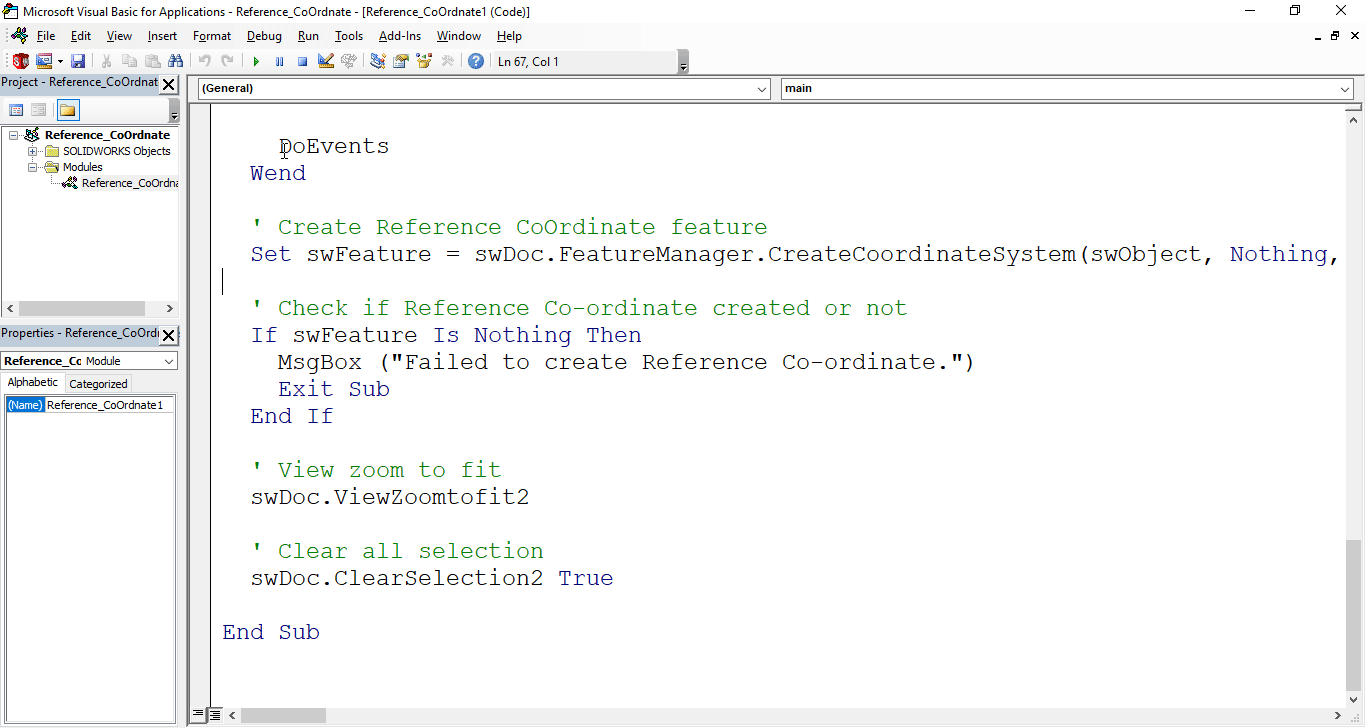 Microsoft Visual Basic for Applications - Reference_CoOrdnate - [Reference_CoOrdnate1 (Code)]
File Edit View Insert Format Debug Run Tools Add-Ins Window Help
Ln 67, Col 1
Project - Reference_CoOrdnat
(General)
main
Reference_CoOrdnate
SOLIDWORKS Objects
Modules
Reference_CoOrdna
Properties - Reference_CoOrdi
Reference_Cc Module
Alphabetic Categorized
(Name) Reference_CoOrdnate1
DoEvents
Wend
' Create Reference CoOrdinate feature
Set swFeature = swDoc.FeatureManager.CreateCoordinateSystem(swObject, Nothing,
' Check if Reference Co-ordinate created or not
If swFeature Is Nothing Then
MsgBox ("Failed to create Reference Co-ordinate.")
Exit Sub
End If
' View zoom to fit
swDoc.ViewZoomtofit2
' Clear all selection
swDoc.ClearSelection2 True
End Sub